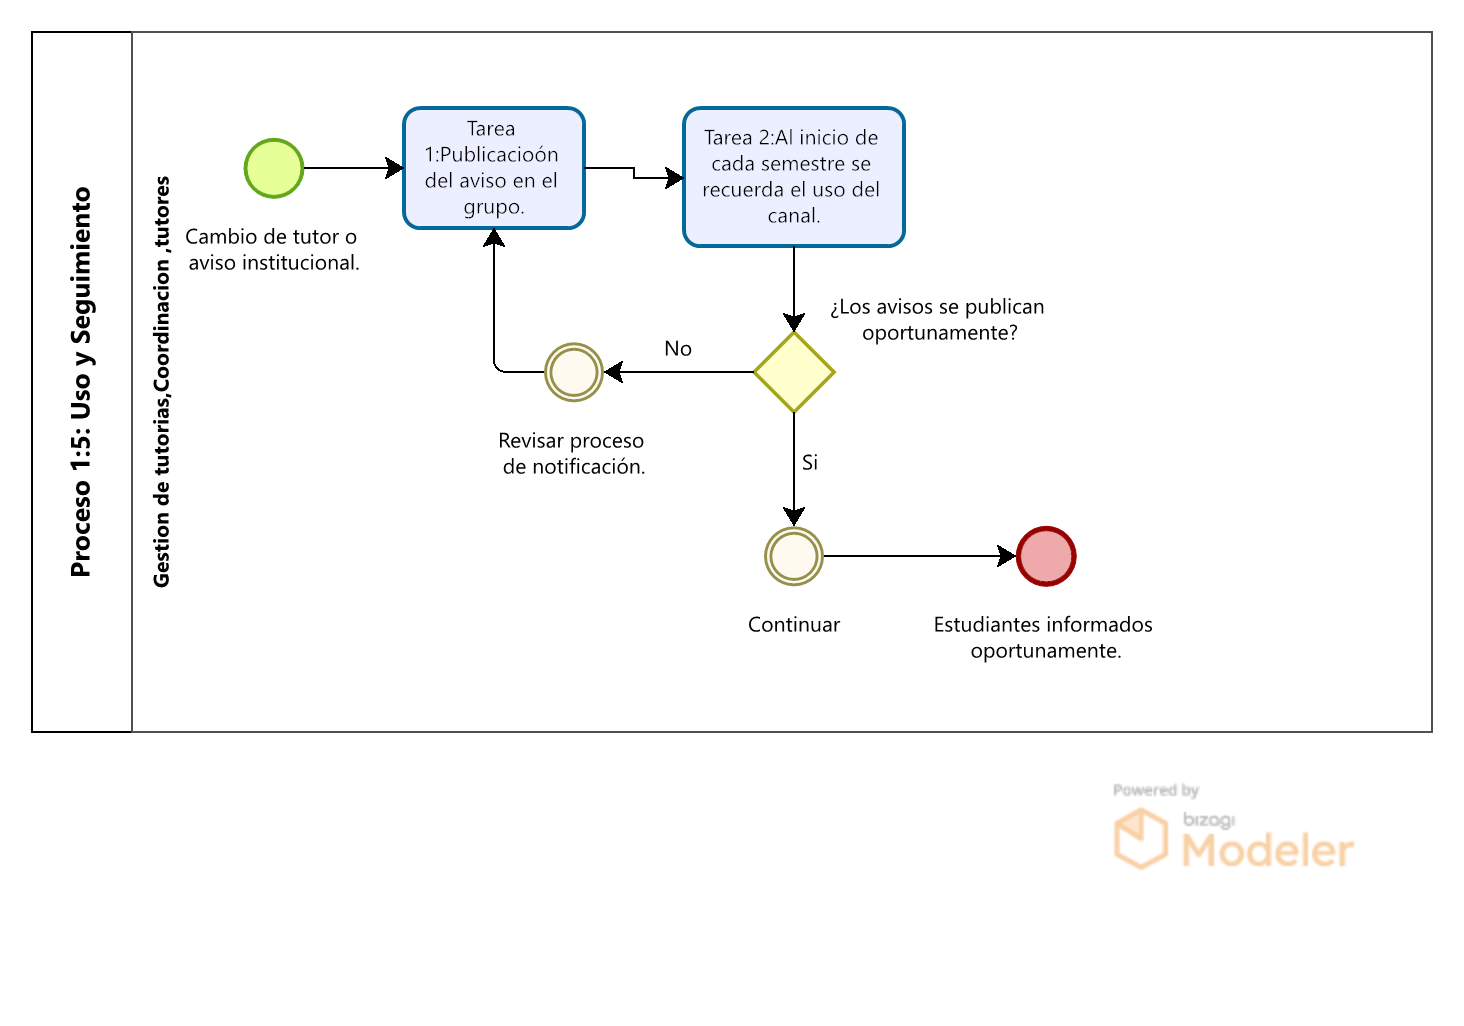 Proceso 1:5: Uso y Seguimiento
Gestion de tutorias,Coordinacion ,tutores
Cambio de tutor o
aviso institucional.
Tarea
1:Publicacioón
del aviso en el
grupo.
Tarea 2:Al inicio de
cada semestre se
recuerda el uso del
canal.
¿Los avisos se publican
oportunamente?
No
Revisar proceso
de notificación.
Si
Continuar
Estudiantes informados
oportunamente.
Powered by
bizagi
Modeler